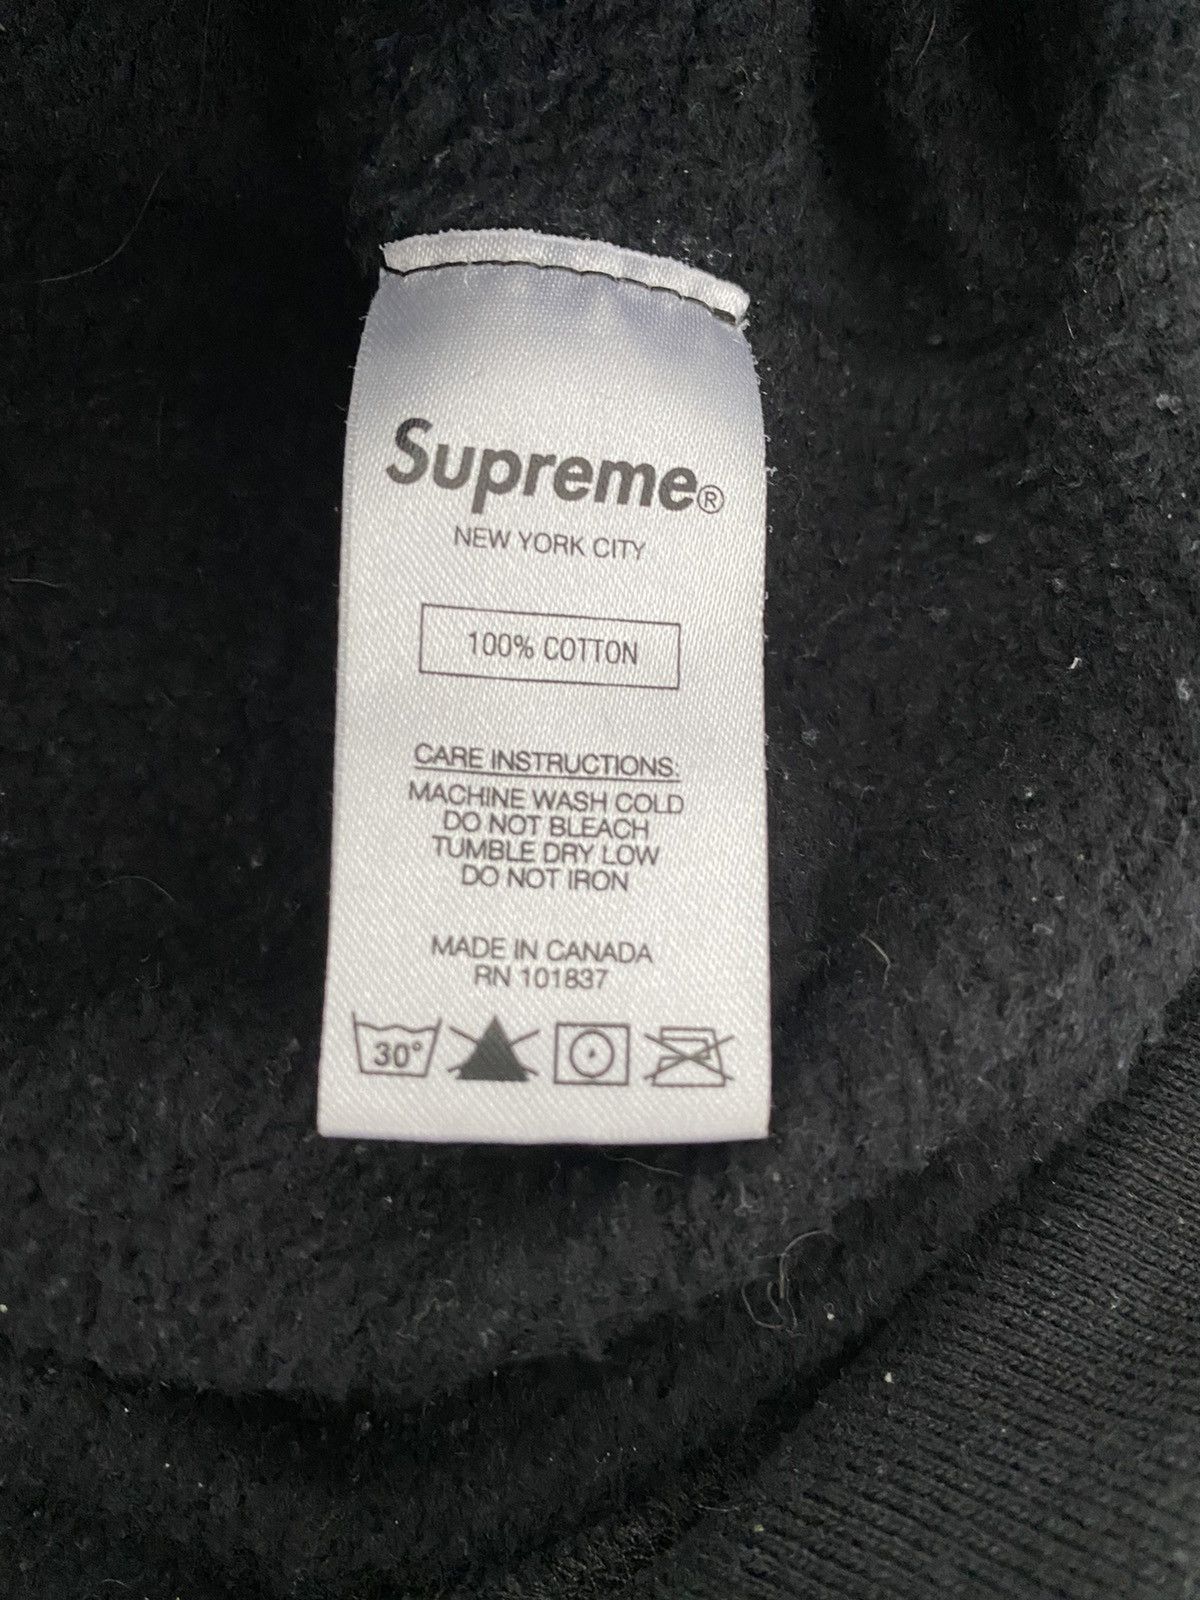 Supreme®
NEW YORK CITY
100% COTTON
CARE INSTRUCTIONS:
MACHINE WASH COLD
DO NOT BLEACH
TUMBLE DRY LOW
DO NOT IRON
MADE IN CANADA
RN 101837
30°